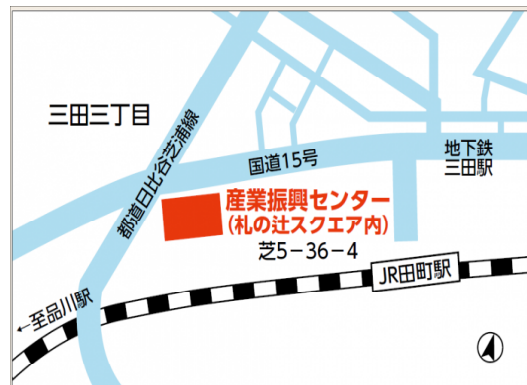 三田三丁目
都道日比谷芝浦線
国道15号
地下鉄
三田駅
産業振興センター
(札の辻スクエア内)
芝5-36-4
JR田町駅
←至品川駅